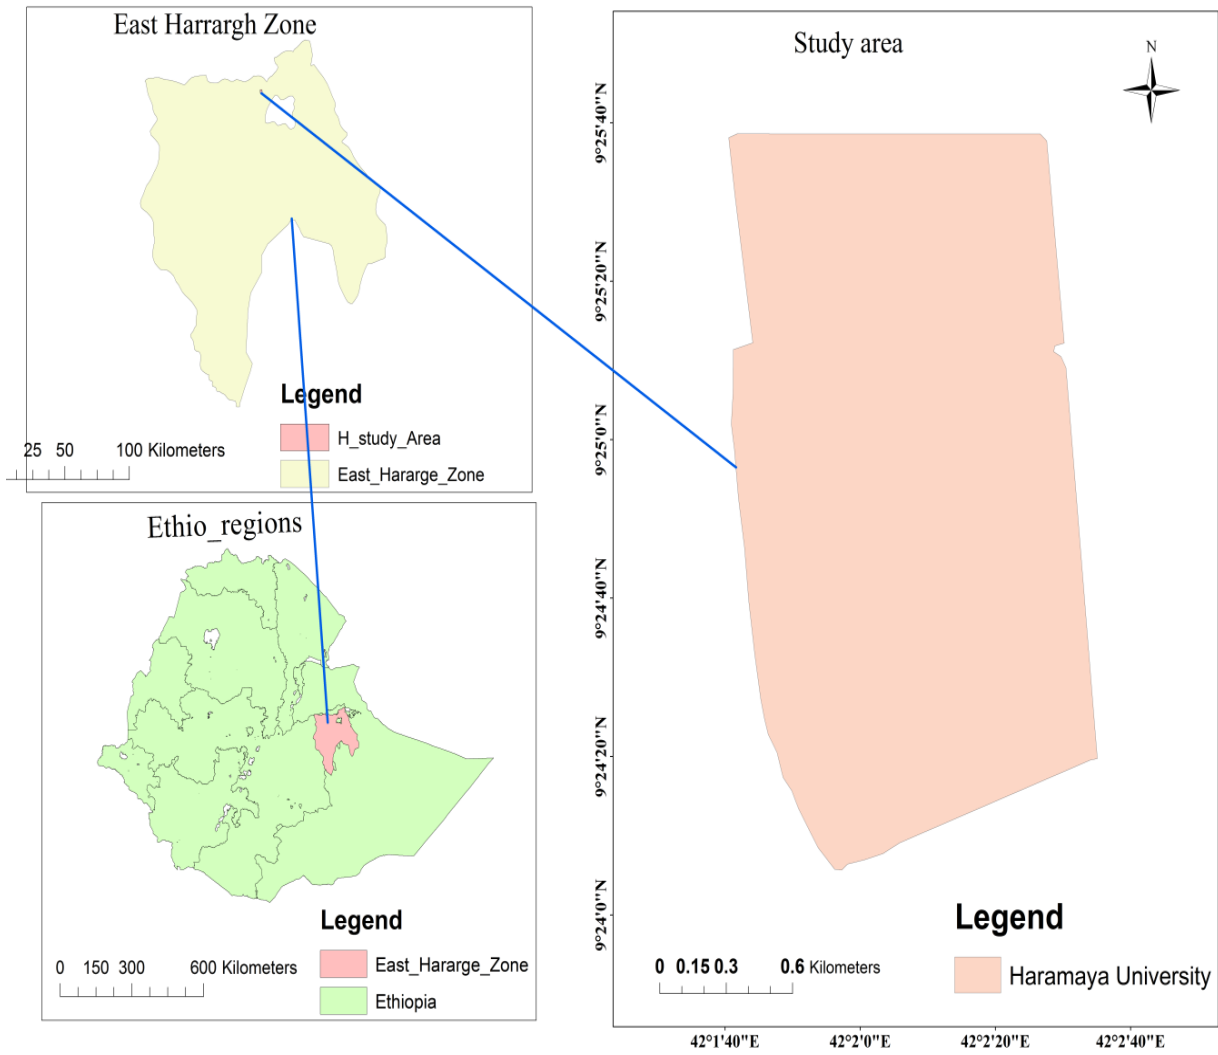 East Harrargh Zone
Legend
H_study_Area
East_Hararge_Zone
25 50 100 Kilometers
Ethio_regions
Legend
East_Hararge_Zone
Ethiopia
0 150 300 600 Kilometers
Study area
N
9°25'40"N
9°25'20"N
9°25'0"N
9°24'40"N
9°24'20"N
9°24'0"N
Legend
Haramaya University
0 0.15 0.3 0.6 Kilometers
42°1'40"E 42°2'0"E 42°2'20"E 42°2'40"E